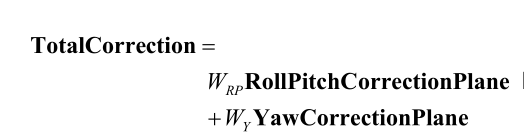 TotalCorrection =
W_RP RollPitchCorrectionPlane
+ W_Y YawCorrectionPlane